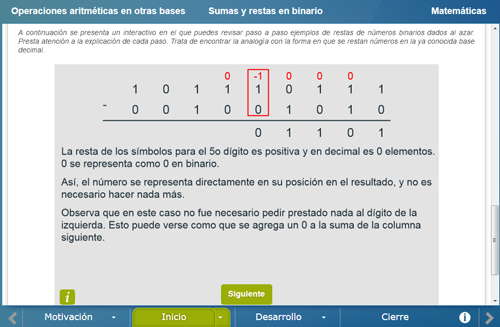 Operaciones aritméticas en otras bases Sumas y restas en binario Matemáticas
A continuación se presenta un interactivo en el que puedes revisar paso a paso ejemplos de restas de números binarios dados al azar.
Presta atención a la explicación de cada paso. Trata de encontrar la analogía con la forma en que se restan números en la ya conocida base
decimal.
0 -1 0 0 0
1 0 1 1 1 0 1 1 1
- 0 0 1 0 0 1 0 1 0
0 1 1 0 1
La resta de los símbolos para el 5o dígito es positiva y en decimal es 0 elementos.
0 se representa como 0 en binario.
Así, el número se representa directamente en su posición en el resultado, y no es
necesario hacer nada más.
Observa que en este caso no fue necesario pedir prestado nada al dígito de la
izquierda. Esto puede verse como que se agrega un 0 a la suma de la columna
siguiente.
i Siguiente
Motivación Inicio Desarrollo Cierre i